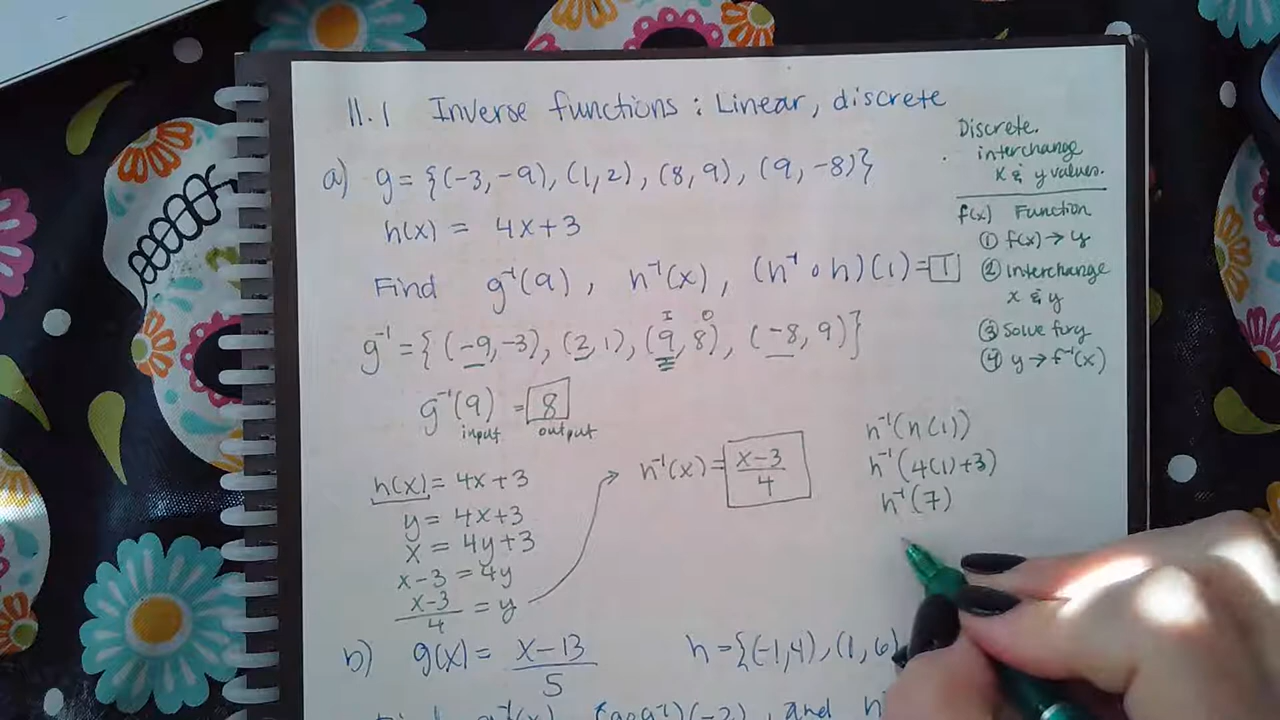 11.1 Inverse functions: Linear, discrete
Discrete.
interchange
x & y values.
a) g = {(-3, -9), (1, 2), (8, 9), (9, -8)}
h(x) = 4x+3
f(x) Function
① f(x) → y
② interchange
x & y
③ Solve for y
④ y → f⁻¹(x)
Find g⁻¹(9), h⁻¹(x), (h⁻¹ ∘ h)(1) = 1
I O
g⁻¹ = {(-9, -3), (2, 1), (9, 8), (-8, 9)}
g⁻¹(9) = 8
input output
h(x) = 4x+3
y = 4x+3
x = 4y+3
x-3 = 4y
x-3/4 = y
h⁻¹(x) = x-3/4
h⁻¹(h(1))
h⁻¹(4(1)+3)
h⁻¹(7)
b) g(x) = x-13/5 h = {(-1,4), (1,6)
g⁻¹(x), (g∘g⁻¹)(-2), and h